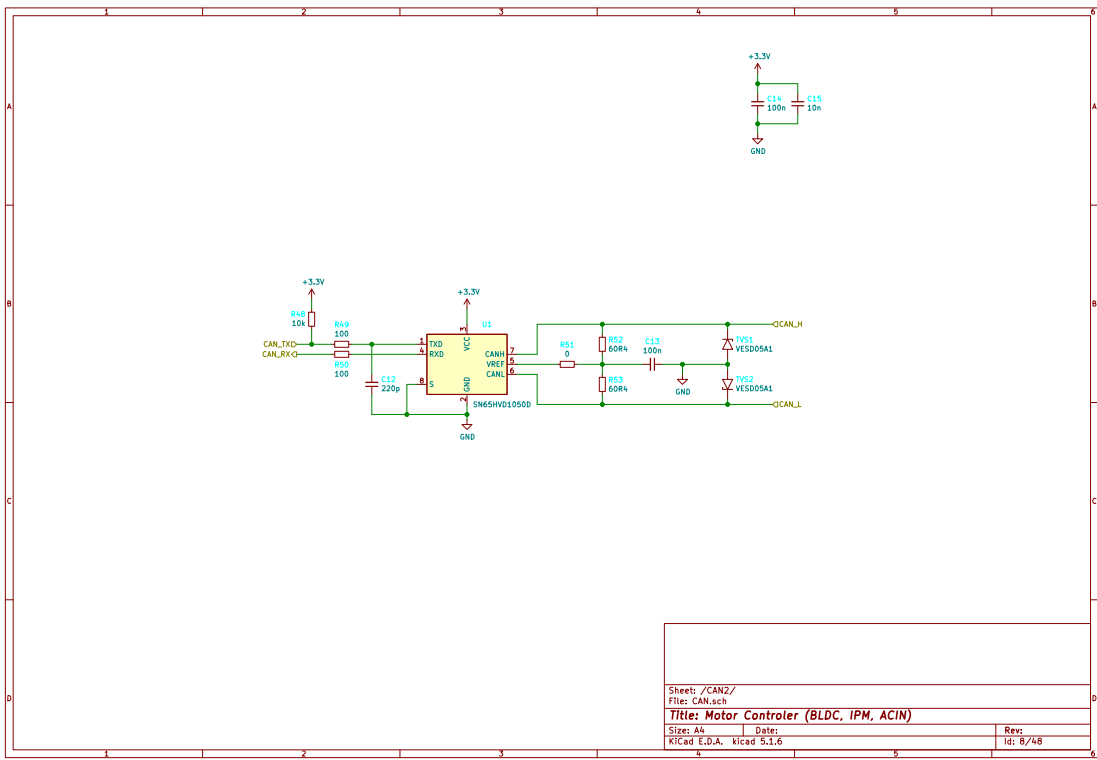 1 2 3 4 5 6
A A
+3.3V
C14 C15
100n 10n
GND
B B
+3.3V
R48
10k
R49
100
CAN_TX
CAN_RX
R50
100
C12
220p
+3.3V
U1
1 TXD
4 RXD
8 S
3 VCC
2 GND
CANH 7
VREF 5
CANL 6
SN65HVD1050D
GND
R51
0
R52
60R4
C13
100n
R53
60R4
GND
TVS1
VESD05A1
TVS2
VESD05A1
CAN_H
CAN_L
C C
D D
Sheet: /CAN2/
File: CAN.sch
Title: Motor Controler (BLDC, IPM, ACIN)
Size: A4 Date: Rev:
KiCad E.D.A. kicad 5.1.6 Id: 8/48
1 2 3 4 5 6